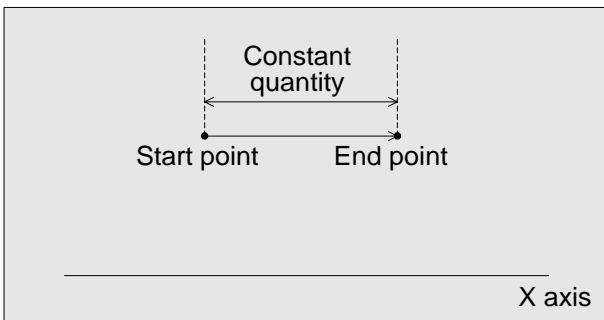 Constant
quantity
Start point
End point
X axis